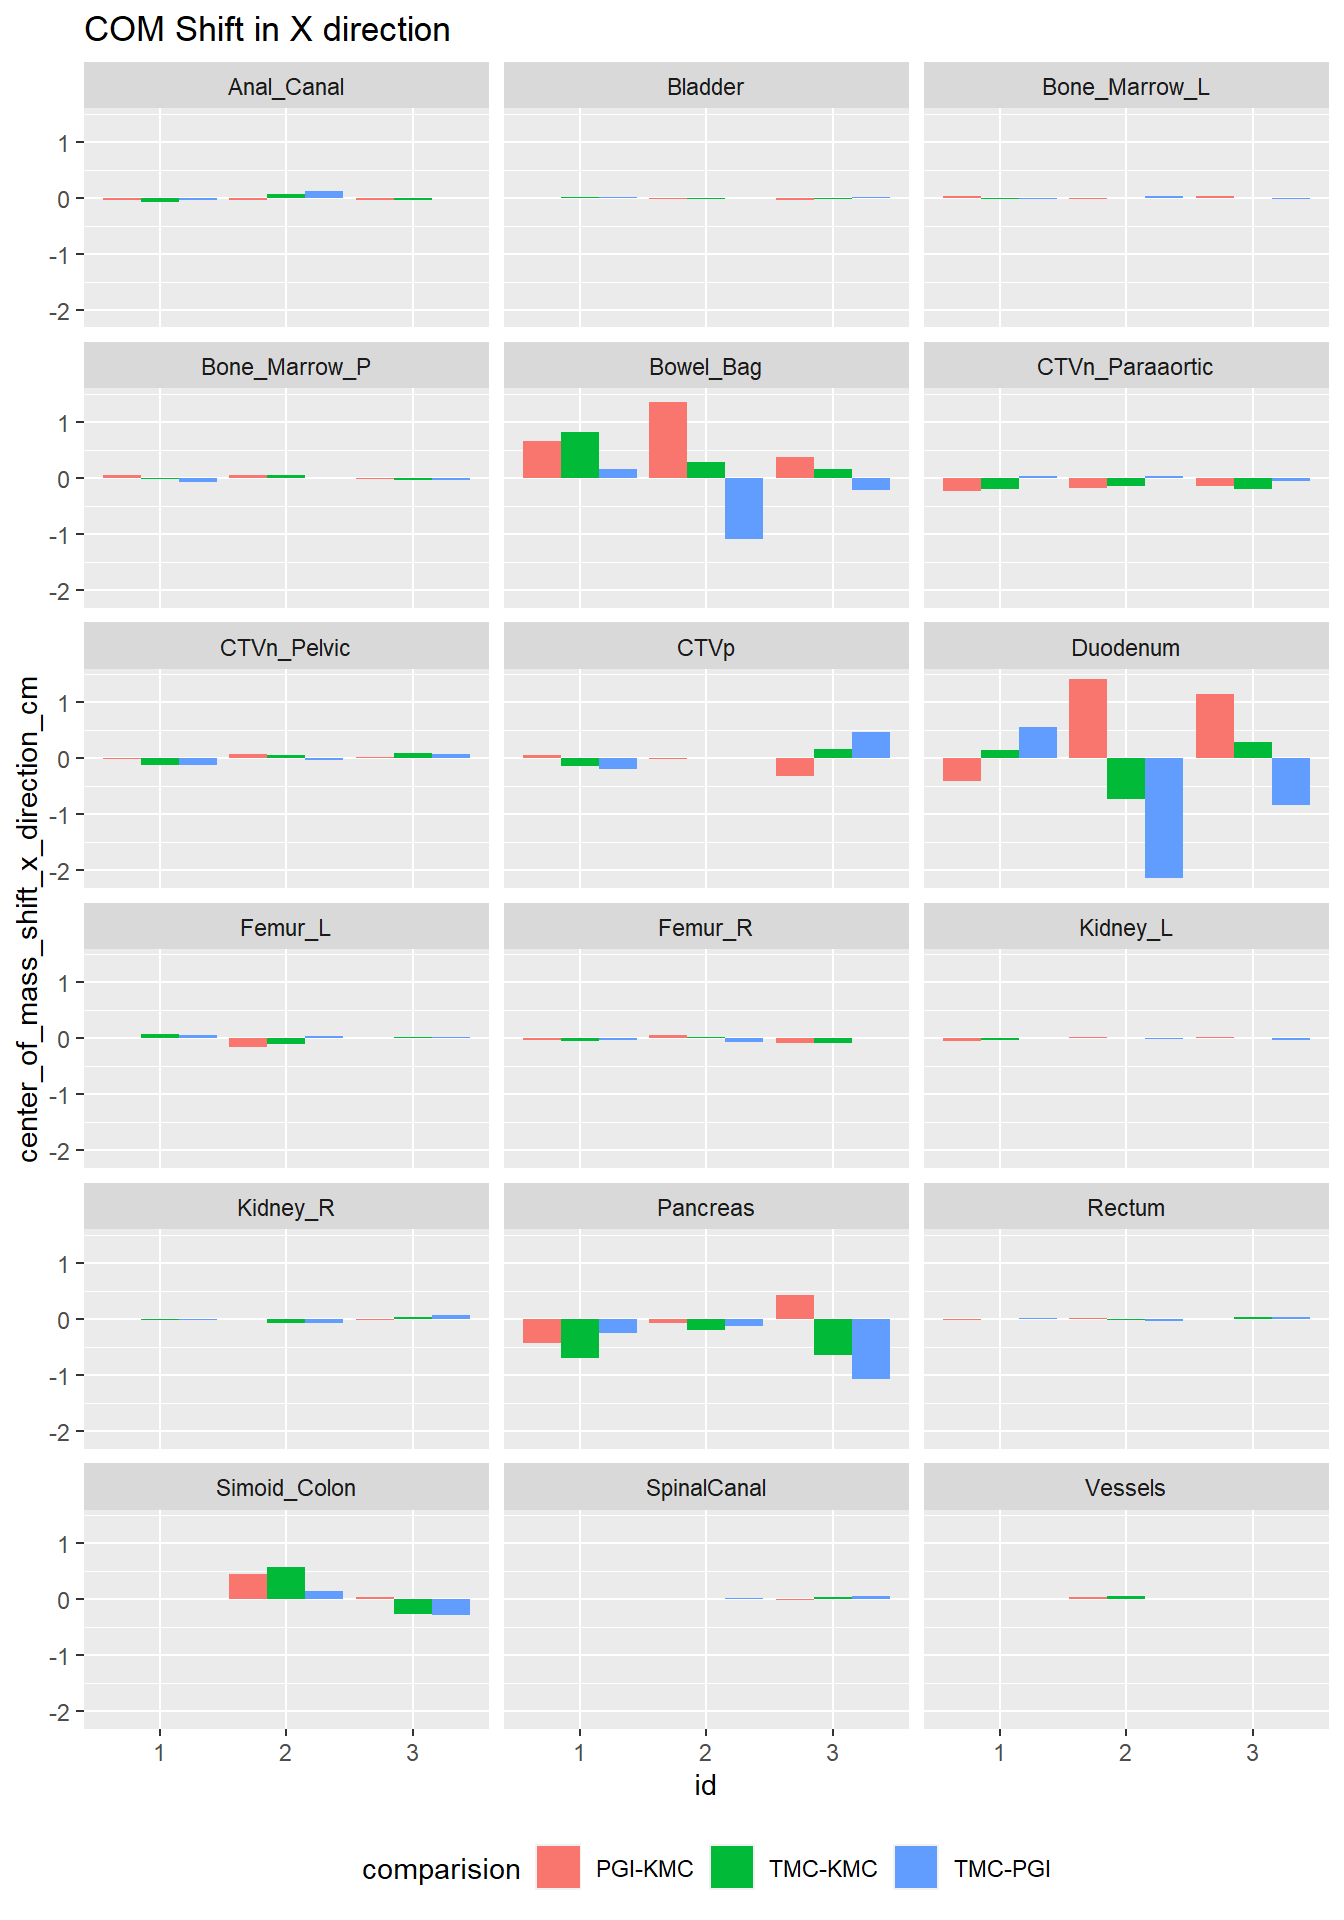 COM Shift in X direction
Anal_Canal Bladder Bone_Marrow_L
1
0
-1
-2
Bone_Marrow_P Bowel_Bag CTVn_Paraaortic
1
0
-1
-2
CTVn_Pelvic CTVp Duodenum
1
0
-1
-2
center_of_mass_shift_x_direction_cm
Femur_L Femur_R Kidney_L
1
0
-1
-2
Kidney_R Pancreas Rectum
1
0
-1
-2
Simoid_Colon SpinalCanal Vessels
1
0
-1
-2
1 2 3 1 2 3 1 2 3
id
comparision PGI-KMC TMC-KMC TMC-PGI